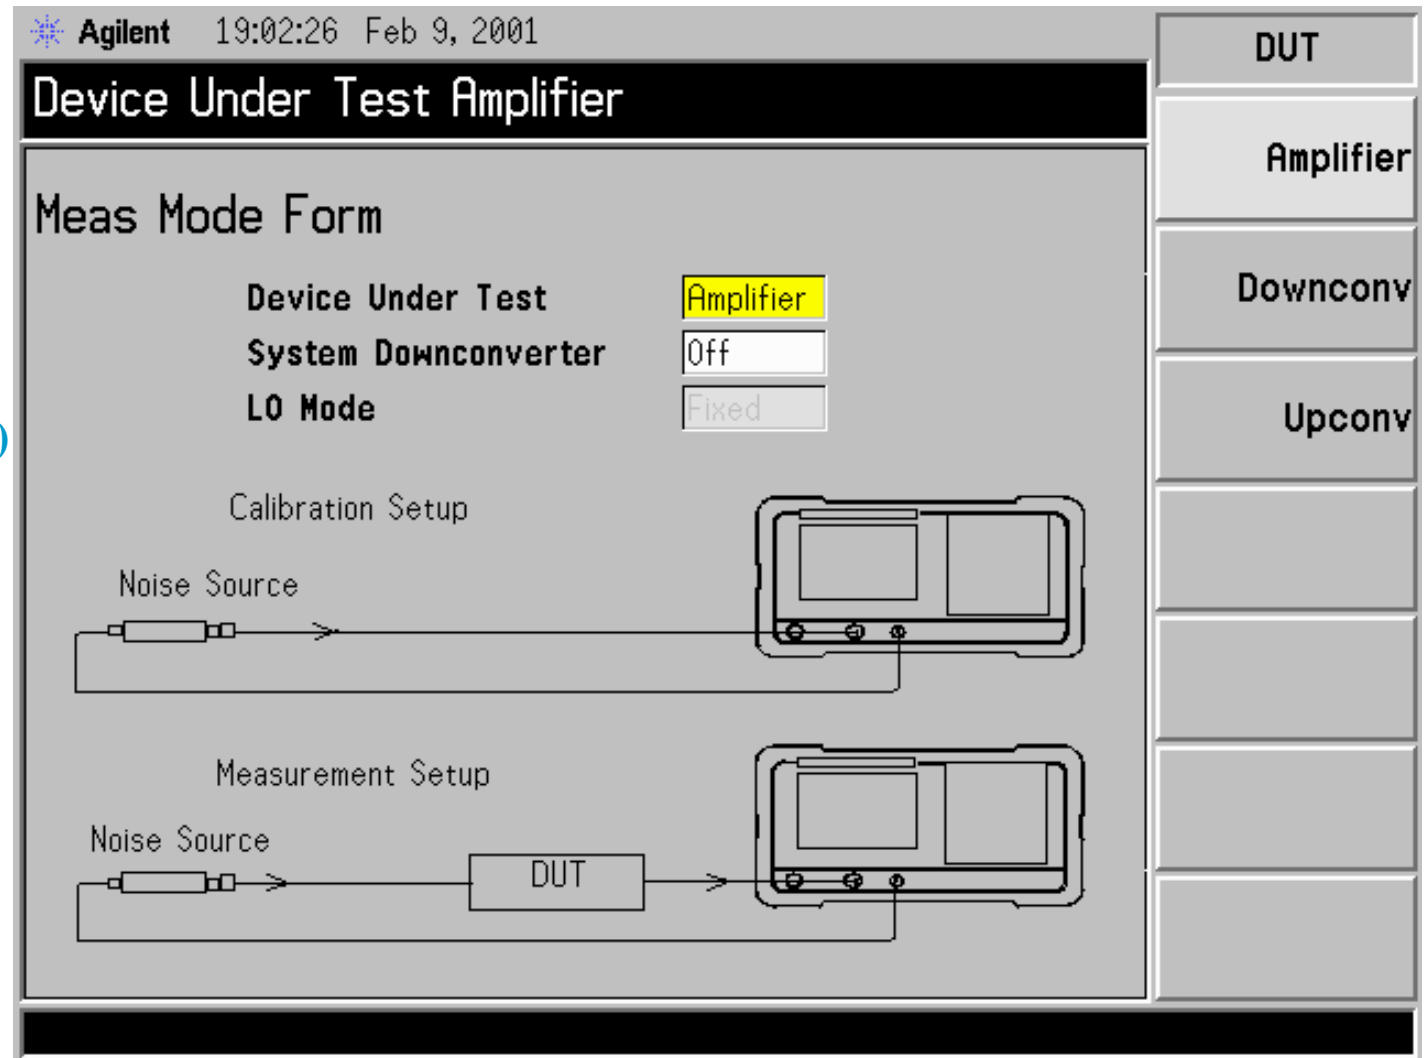 Agilent 19:02:26 Feb 9, 2001
DUT
Device Under Test Amplifier
Amplifier
Downconv
Upconv
Meas Mode Form
Device Under Test Amplifier
System Downconverter Off
LO Mode Fixed
)
Calibration Setup
Noise Source
Measurement Setup
Noise Source
DUT